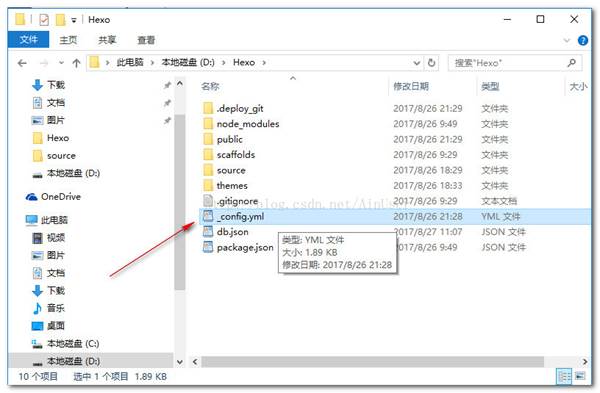 Hexo
文件 主页 共享 查看
此电脑 › 本地磁盘 (D:) › Hexo › 搜索"Hexo"
名称 修改日期 类型 大小
下载
文档
图片
Hexo
source
本地磁盘 (D:)
OneDrive
此电脑
视频
图片
文档
下载
音乐
桌面
本地磁盘 (C:)
本地磁盘 (D:)
.deploy_git 2017/8/26 21:29 文件夹
node_modules 2017/8/26 9:49 文件夹
public 2017/8/26 21:29 文件夹
scaffolds 2017/8/26 9:29 文件夹
source 2017/8/26 18:29 文件夹
themes 2017/8/26 18:33 文件夹
.gitignore 2017/8/26 9:29 文本文档
_config.yml 2017/8/26 21:28 YML 文件
db.json 2017/8/27 11:07 JSON 文件
package.json 2017/8/26 9:49 JSON 文件
类型: YML 文件
大小: 1.89 KB
修改日期: 2017/8/26 21:28
10 个项目 选中 1 个项目 1.89 KB